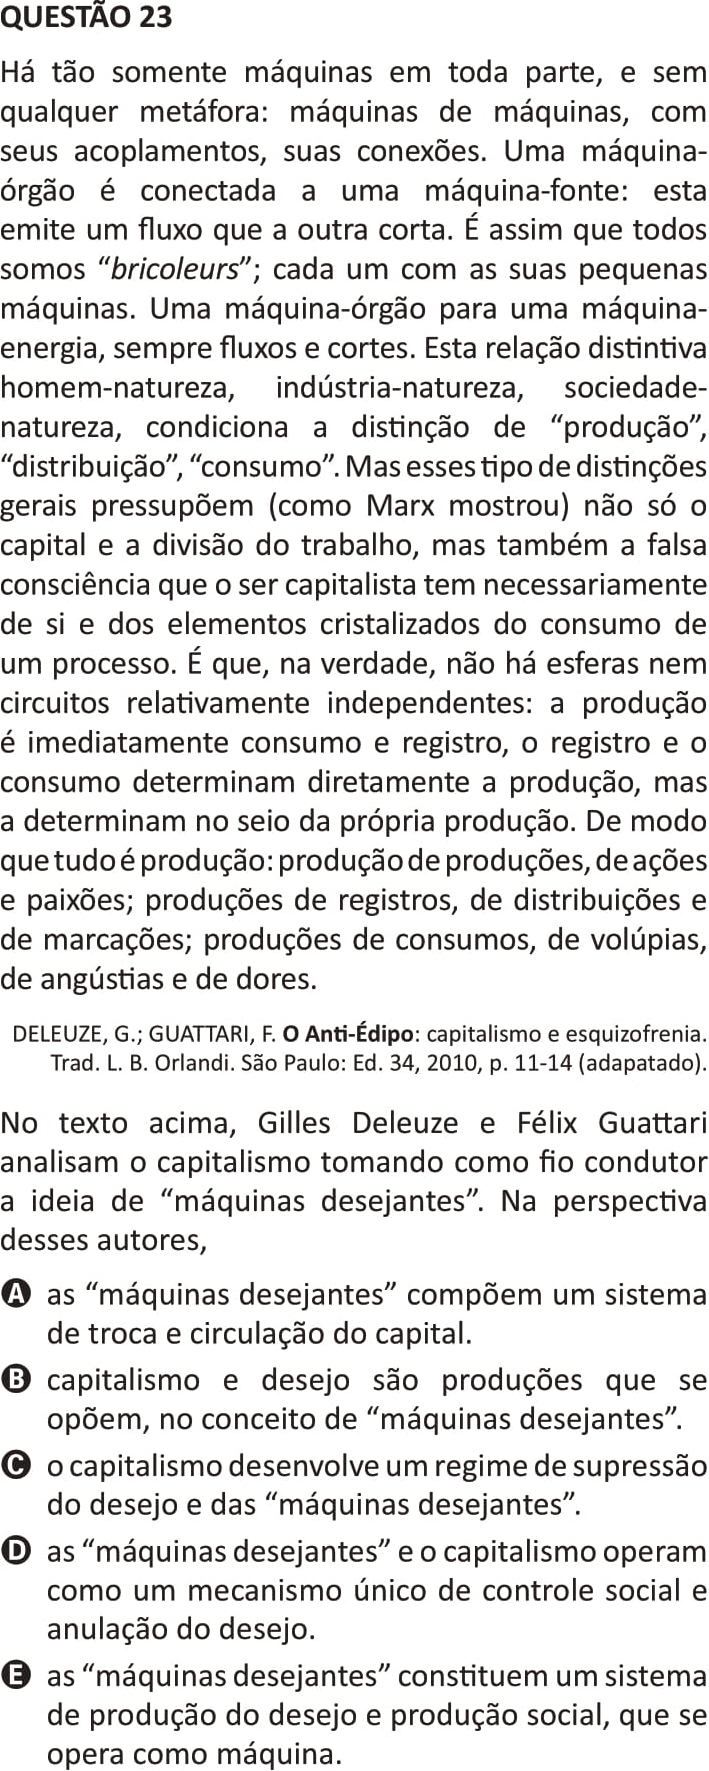 QUESTÃO 23
Há tão somente máquinas em toda parte, e sem
qualquer metáfora: máquinas de máquinas, com
seus acoplamentos, suas conexões. Uma máquina-
órgão é conectada a uma máquina-fonte: esta
emite um fluxo que a outra corta. É assim que todos
somos “bricoleurs”; cada um com as suas pequenas
máquinas. Uma máquina-órgão para uma máquina-
energia, sempre fluxos e cortes. Esta relação distintiva
homem-natureza, indústria-natureza, sociedade-
natureza, condiciona a distinção de “produção”,
“distribuição”, “consumo”. Mas esses tipo de distinções
gerais pressupõem (como Marx mostrou) não só o
capital e a divisão do trabalho, mas também a falsa
consciência que o ser capitalista tem necessariamente
de si e dos elementos cristalizados do consumo de
um processo. É que, na verdade, não há esferas nem
circuitos relativamente independentes: a produção
é imediatamente consumo e registro, o registro e o
consumo determinam diretamente a produção, mas
a determinam no seio da própria produção. De modo
que tudo é produção: produção de produções, de ações
e paixões; produções de registros, de distribuições e
de marcações; produções de consumos, de volúpias,
de angústias e de dores.
DELEUZE, G.; GUATTARI, F. O Anti-Édipo: capitalismo e esquizofrenia.
Trad. L. B. Orlandi. São Paulo: Ed. 34, 2010, p. 11-14 (adapatado).
No texto acima, Gilles Deleuze e Félix Guattari
analisam o capitalismo tomando como fio condutor
a ideia de “máquinas desejantes”. Na perspectiva
desses autores,
A as “máquinas desejantes” compõem um sistema
de troca e circulação do capital.
B capitalismo e desejo são produções que se
opõem, no conceito de “máquinas desejantes”.
C o capitalismo desenvolve um regime de supressão
do desejo e das “máquinas desejantes”.
D as “máquinas desejantes” e o capitalismo operam
como um mecanismo único de controle social e
anulação do desejo.
E as “máquinas desejantes” constituem um sistema
de produção do desejo e produção social, que se
opera como máquina.